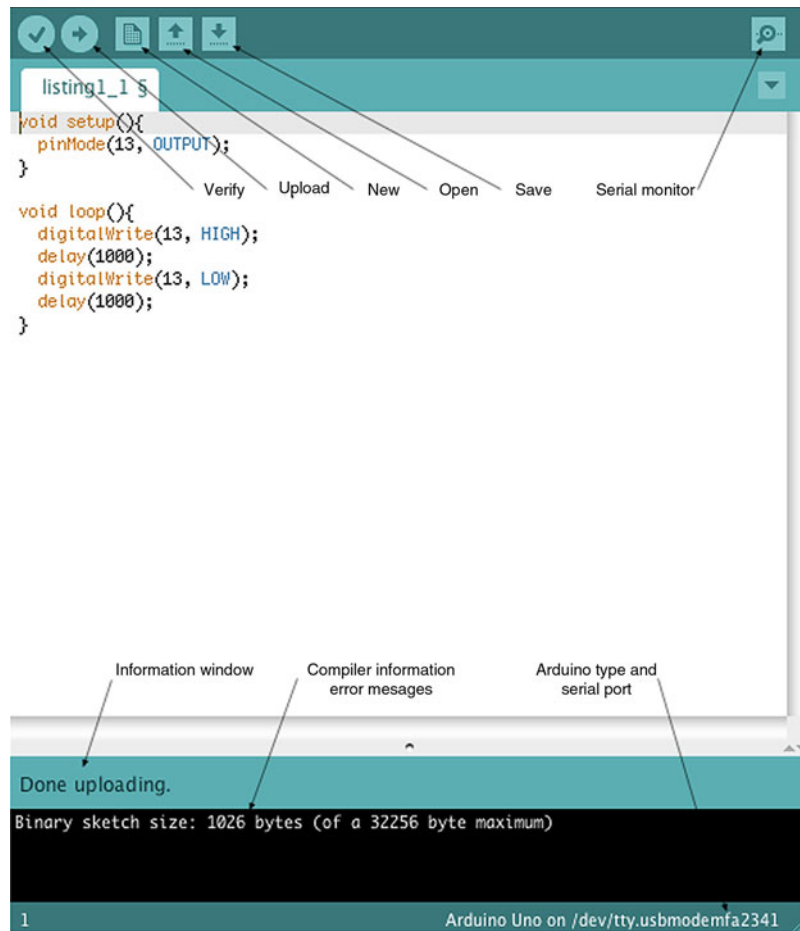 listing1_1 §
void setup(){
  pinMode(13, OUTPUT);
}
Verify Upload New Open Save Serial monitor
void loop(){
  digitalWrite(13, HIGH);
  delay(1000);
  digitalWrite(13, LOW);
  delay(1000);
}
Information window
Compiler information
error mesages
Arduino type and
serial port
Done uploading.
Binary sketch size: 1026 bytes (of a 32256 byte maximum)
1 Arduino Uno on /dev/tty.usbmodemfa2341